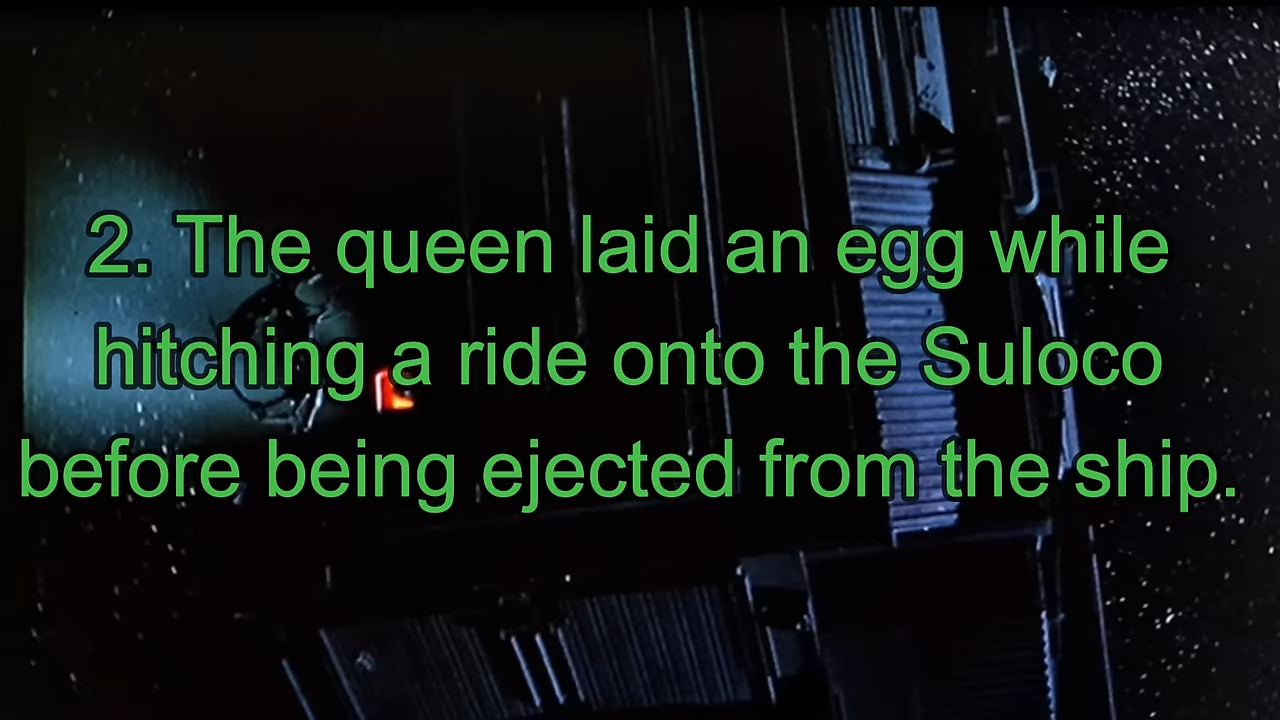 2. The queen laid an egg while
hitching a ride onto the Suloco
before being ejected from the ship.